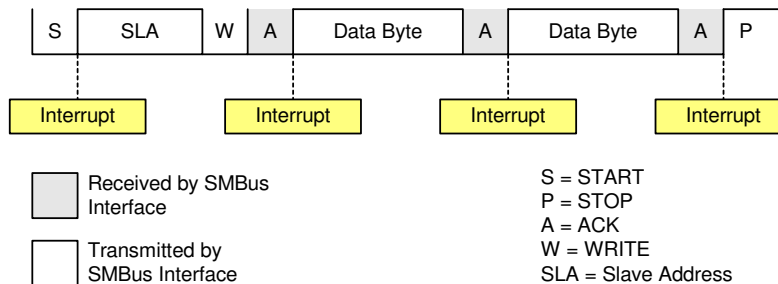 S SLA W A Data Byte A Data Byte A P
Interrupt Interrupt Interrupt Interrupt
Received by SMBus
Interface
Transmitted by
SMBus Interface
S = START
P = STOP
A = ACK
W = WRITE
SLA = Slave Address